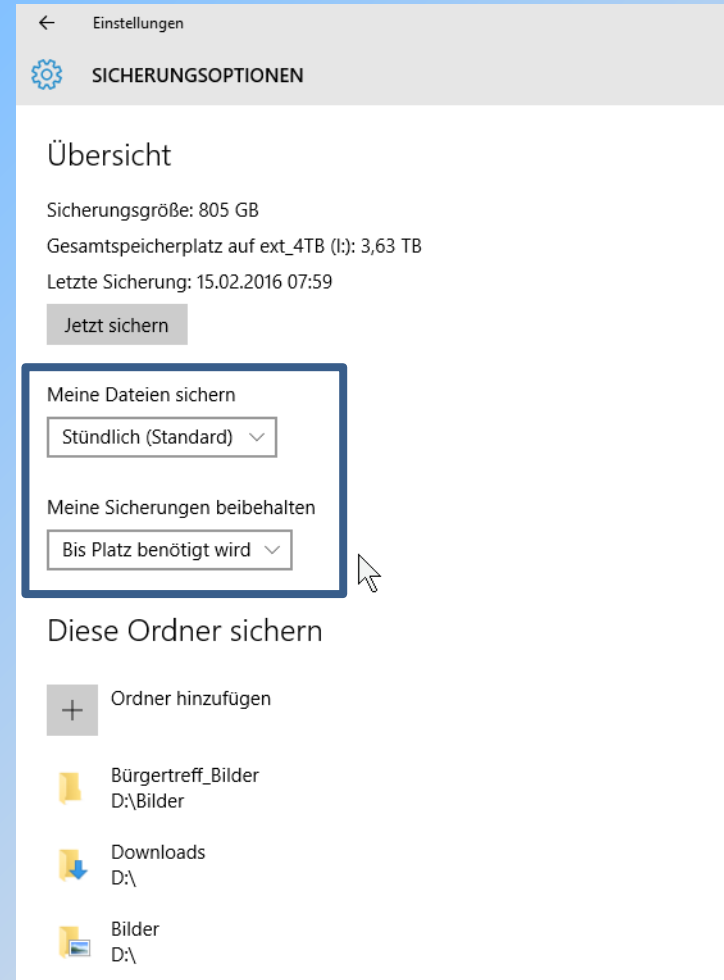 Einstellungen
SICHERUNGSOPTIONEN
Übersicht
Sicherungsgröße: 805 GB
Gesamtspeicherplatz auf ext_4TB (I:): 3,63 TB
Letzte Sicherung: 15.02.2016 07:59
Jetzt sichern
Meine Dateien sichern
Stündlich (Standard)
Meine Sicherungen beibehalten
Bis Platz benötigt wird
Diese Ordner sichern
Ordner hinzufügen
Bürgertreff_Bilder
D:\Bilder
Downloads
D:\
Bilder
D:\